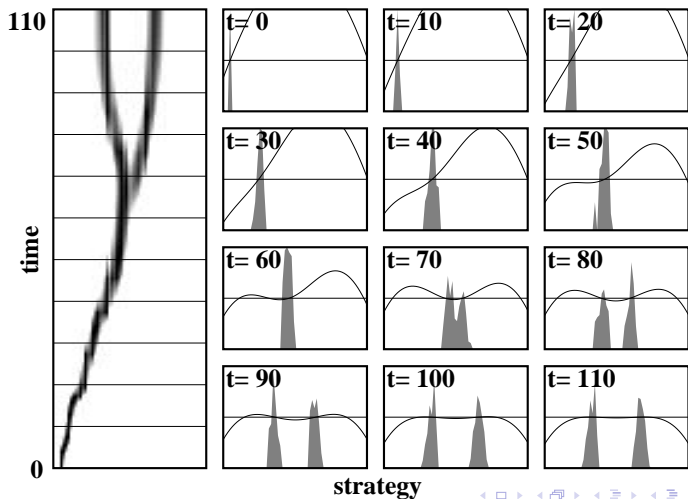 110
time
0
t= 0
t= 10
t= 20
t= 30
t= 40
t= 50
t= 60
t= 70
t= 80
t= 90
t= 100
t= 110
strategy